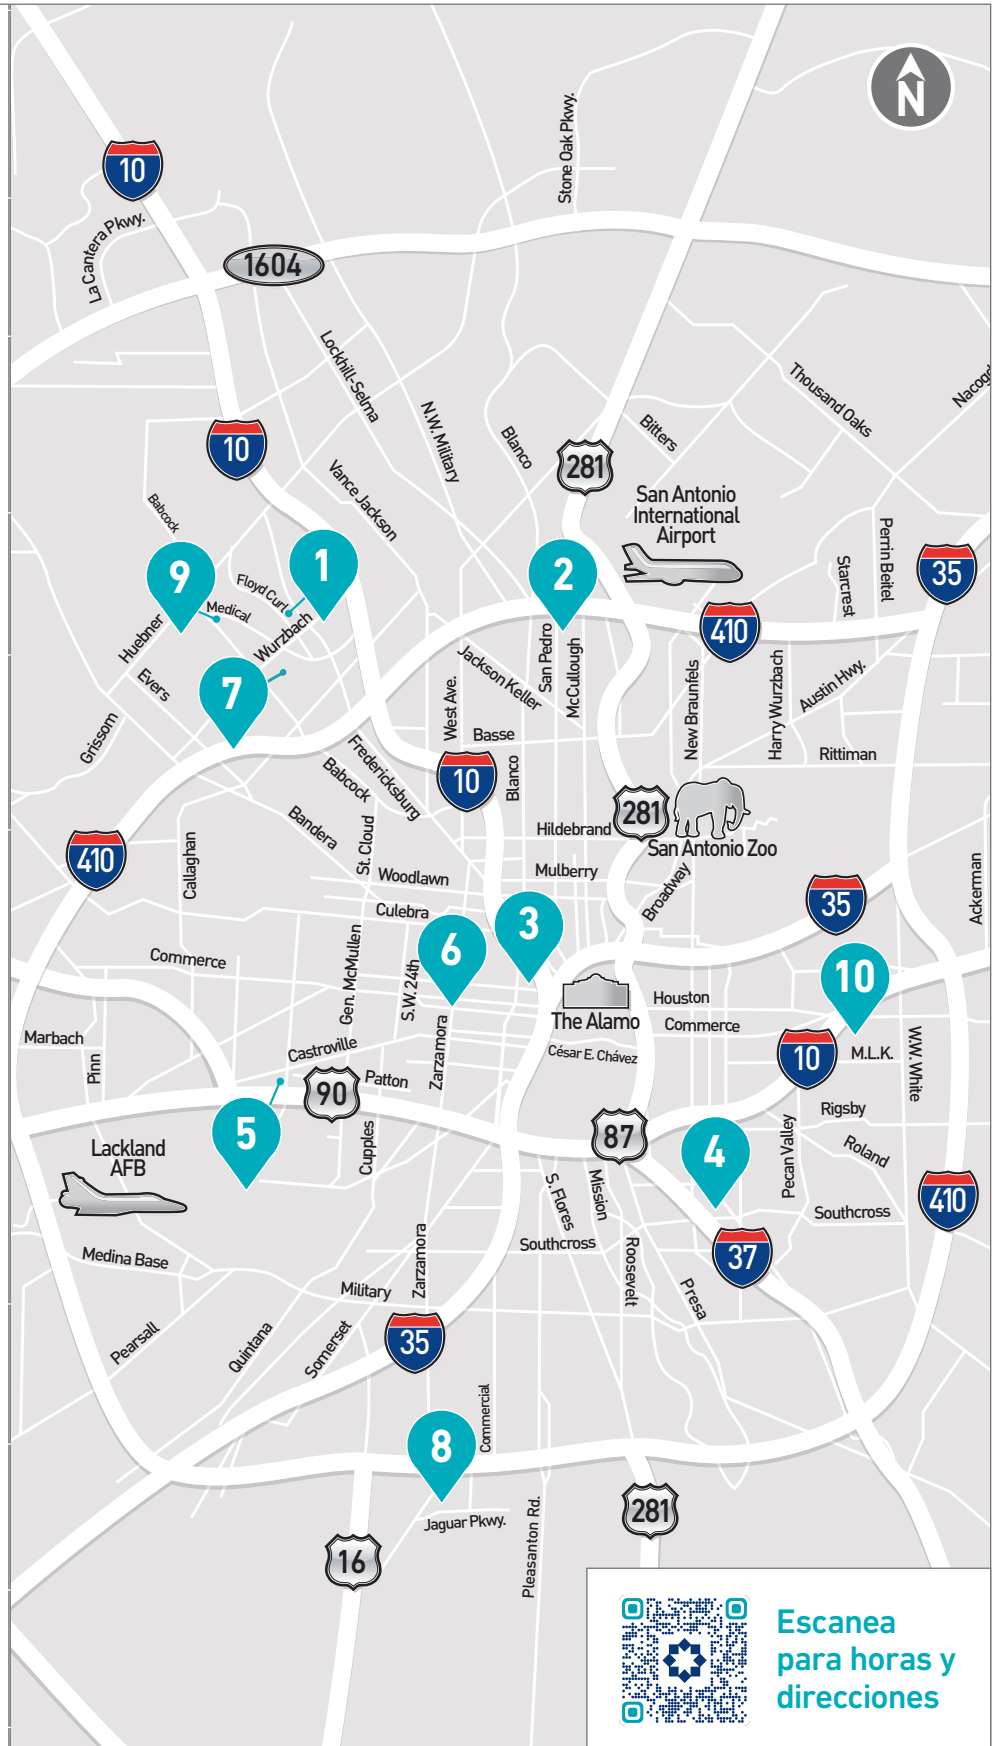 N
10
Stone Oak Pkwy.
La Cantera Pkwy.
1604
Lockhill-Selma
Thousand Oaks
N.W. Military
Blanco
Bitters
10
281
Vance Jackson
San Antonio
International
Airport
Babcock
Perrin Beitel
Starcrest
35
9
1
2
Floyd Curl
Medical
Huebner
Wurzbach
410
San Pedro
McCullough
Jackson Keller
Evers
7
West Ave.
New Braunfels
Harry Wurzbach
Austin Hwy.
Grissom
Basse
Rittiman
Fredericksburg
Babcock
10
Blanco
Bandera
281
Hildebrand
San Antonio Zoo
410
Callaghan
St. Cloud
Woodlawn
Mulberry
Broadway
Ackerman
Culebra
35
3
6
Commerce
Gen. McMullen
S.W. 24th
10
Houston
The Alamo
Commerce
Marbach
Pinn
Castroville
Zarzamora
César E. Chávez
10
M.L.K.
W.W. White
Patton
90
5
Rigsby
87
4
Cupples
Pecan Valley
Roland
Lackland
AFB
S. Flores
Mission
410
Southcross
Southcross
Medina Base
Zarzamora
Roosevelt
37
Military
Presa
Pearsall
Quintana
Somerset
35
Commercial
8
Jaguar Pkwy.
Pleasanton Rd.
281
16
Escanea
para horas y
direcciones